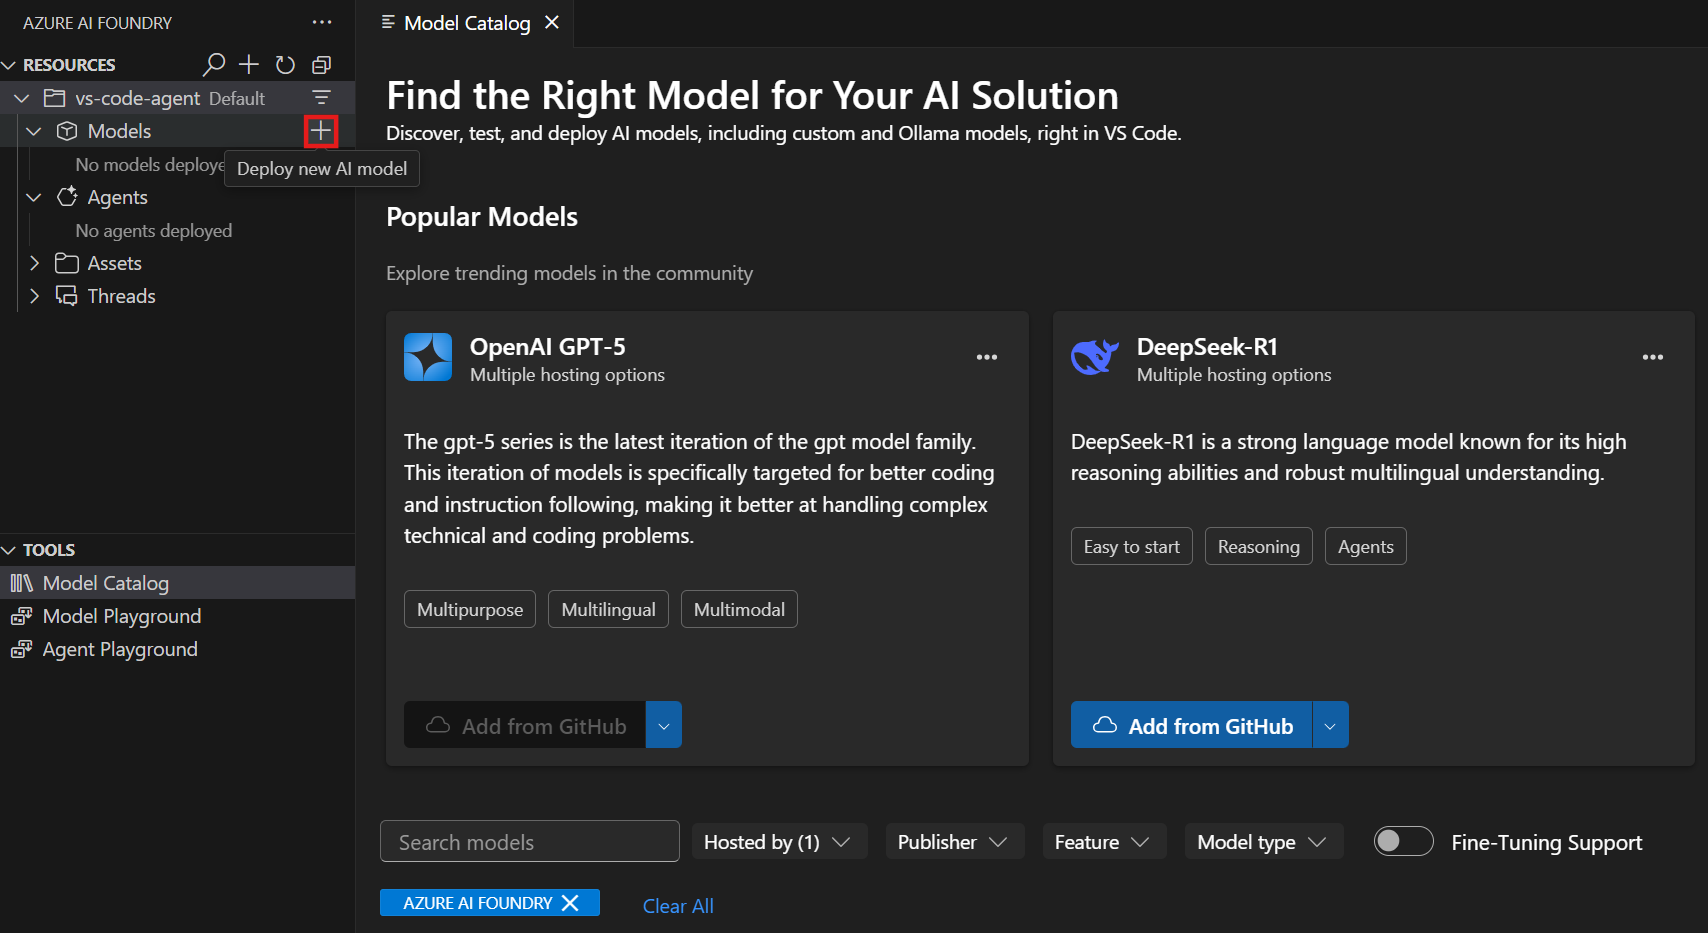 AZURE AI FOUNDRY
RESOURCES
vs-code-agent Default
Models
No models deploye
Deploy new AI model
Agents
No agents deployed
Assets
Threads
TOOLS
Model Catalog
Model Playground
Agent Playground
Model Catalog
Find the Right Model for Your AI Solution
Discover, test, and deploy AI models, including custom and Ollama models, right in VS Code.
Popular Models
Explore trending models in the community
OpenAI GPT-5
Multiple hosting options
The gpt-5 series is the latest iteration of the gpt model family.
This iteration of models is specifically targeted for better coding
and instruction following, making it better at handling complex
technical and coding problems.
Multipurpose Multilingual Multimodal
Add from GitHub
DeepSeek-R1
Multiple hosting options
DeepSeek-R1 is a strong language model known for its high
reasoning abilities and robust multilingual understanding.
Easy to start Reasoning Agents
Add from GitHub
Search models Hosted by (1) Publisher Feature Model type Fine-Tuning Support
AZURE AI FOUNDRY Clear All